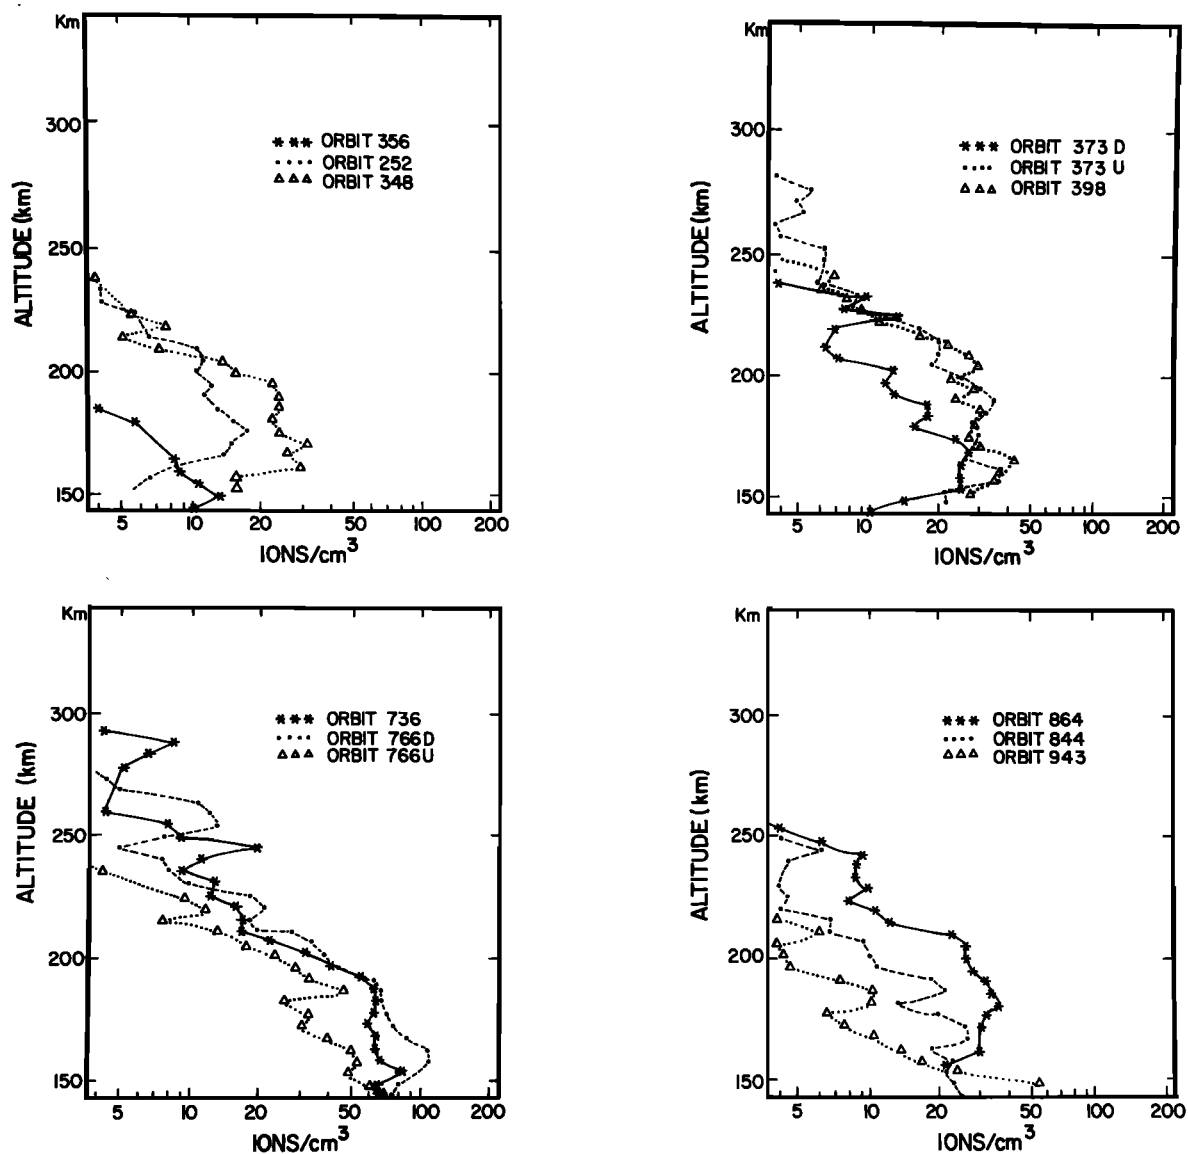 Km
300
250
200
150
ALTITUDE (km)
*** ORBIT 356
.... ORBIT 252
△△△ ORBIT 348
5 10 20 50 100 200
IONS/cm³
Km
300
250
200
150
ALTITUDE (km)
*** ORBIT 373 D
.... ORBIT 373 U
△△△ ORBIT 398
5 10 20 50 100 200
IONS/cm³
Km
300
250
200
150
ALTITUDE (km)
*** ORBIT 736
.... ORBIT 766D
△△△ ORBIT 766U
5 10 20 50 100 200
IONS/cm³
Km
300
250
200
150
ALTITUDE (km)
*** ORBIT 864
.... ORBIT 844
△△△ ORBIT 943
5 10 20 50 100 200
IONS/cm³